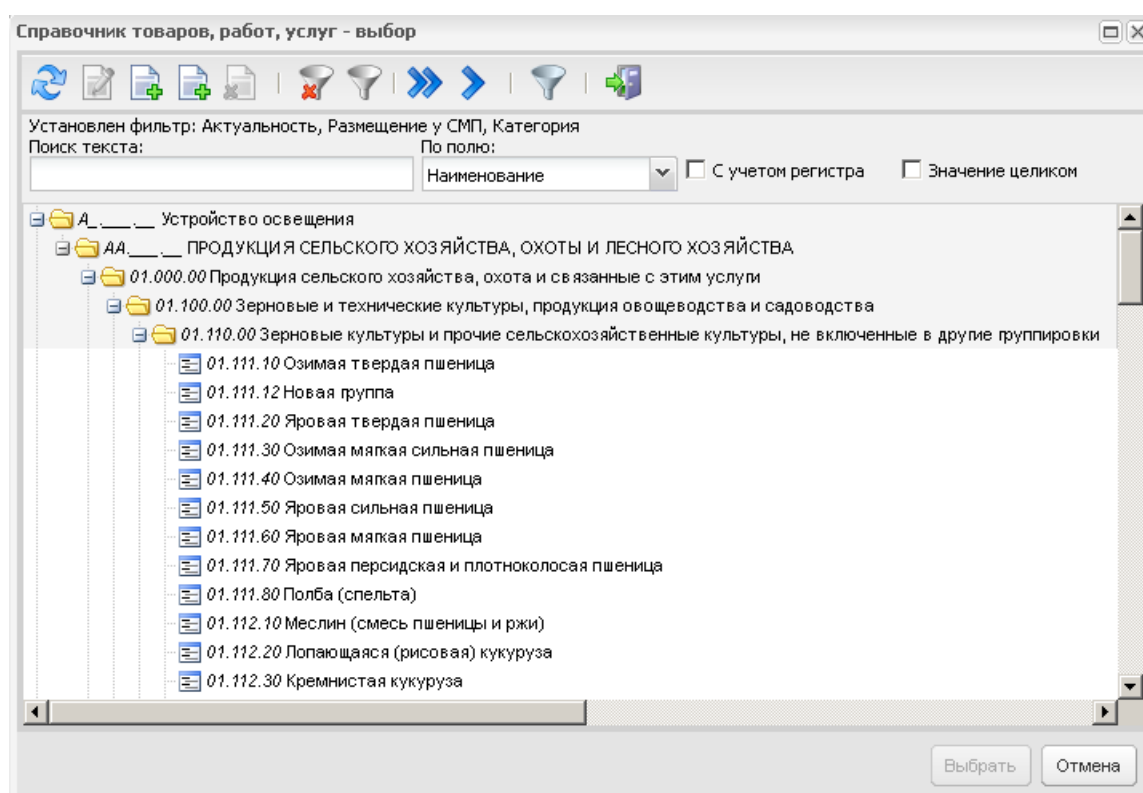 Справочник товаров, работ, услуг - выбор
Установлен фильтр: Актуальность, Размещение у СМП, Категория
Поиск текста: По полю:
Наименование С учетом регистра Значение целиком
А_.___.__ Устройство освещения
АА.___.__ ПРОДУКЦИЯ СЕЛЬСКОГО ХОЗЯЙСТВА, ОХОТЫ И ЛЕСНОГО ХОЗЯЙСТВА
01.000.00 Продукция сельского хозяйства, охота и связанные с этим услуги
01.100.00 Зерновые и технические культуры, продукция овощеводства и садоводства
01.110.00 Зерновые культуры и прочие сельскохозяйственные культуры, не включенные в другие группировки
01.111.10 Озимая твердая пшеница
01.111.12 Новая группа
01.111.20 Яровая твердая пшеница
01.111.30 Озимая мягкая сильная пшеница
01.111.40 Озимая мягкая пшеница
01.111.50 Яровая сильная пшеница
01.111.60 Яровая мягкая пшеница
01.111.70 Яровая персидская и плотноколосая пшеница
01.111.80 Полба (спельта)
01.112.10 Меслин (смесь пшеницы и ржи)
01.112.20 Лопающаяся (рисовая) кукуруза
01.112.30 Кремнистая кукуруза
Выбрать Отмена